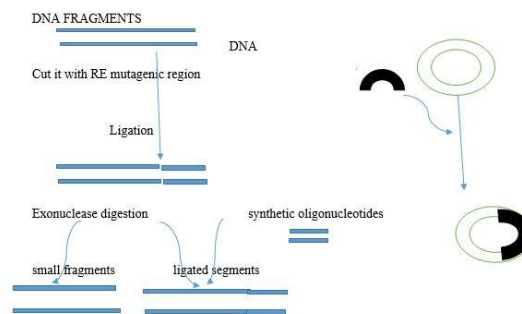 DNA FRAGMENTS
DNA
Cut it with RE mutagenic region
Ligation
Exonuclease digestion
synthetic oligonucleotides
small fragments
ligated segments